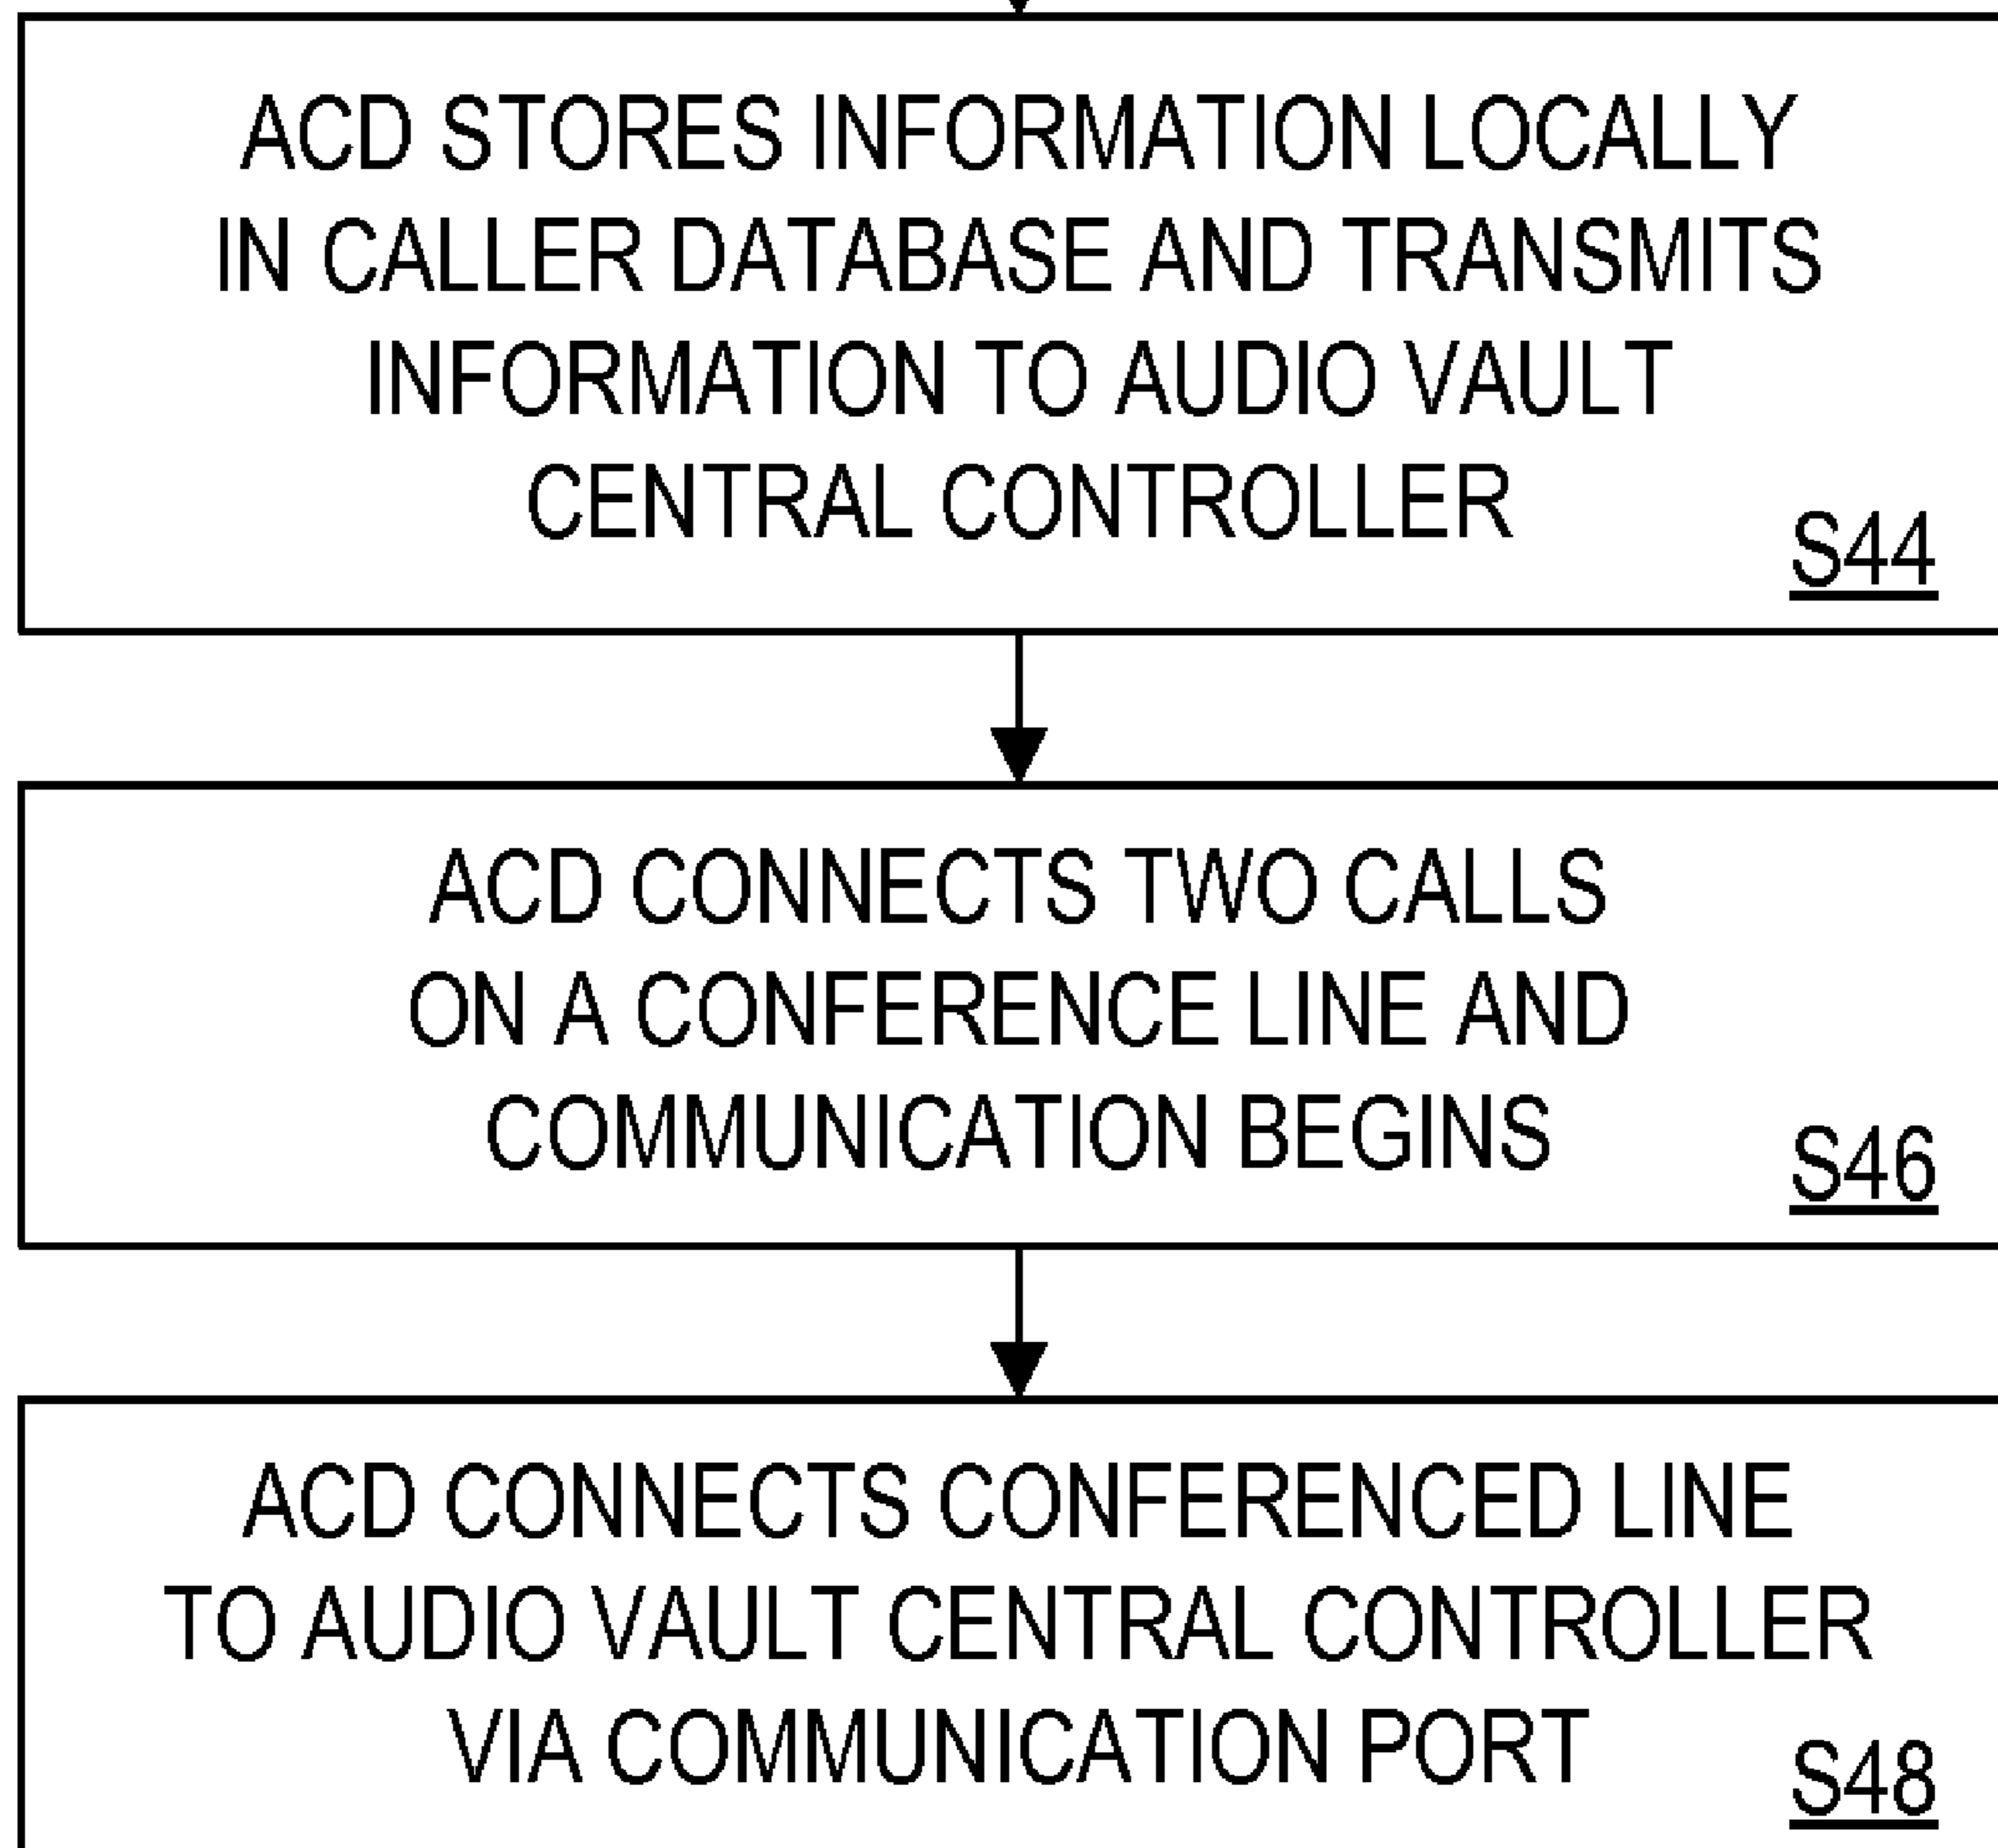 ACD STORES INFORMATION LOCALLY
IN CALLER DATABASE AND TRANSMITS
INFORMATION TO AUDIO VAULT
CENTRAL CONTROLLER
S44
ACD CONNECTS TWO CALLS
ON A CONFERENCE LINE AND
COMMUNICATION BEGINS
S46
ACD CONNECTS CONFERENCED LINE
TO AUDIO VAULT CENTRAL CONTROLLER
VIA COMMUNICATION PORT
S48